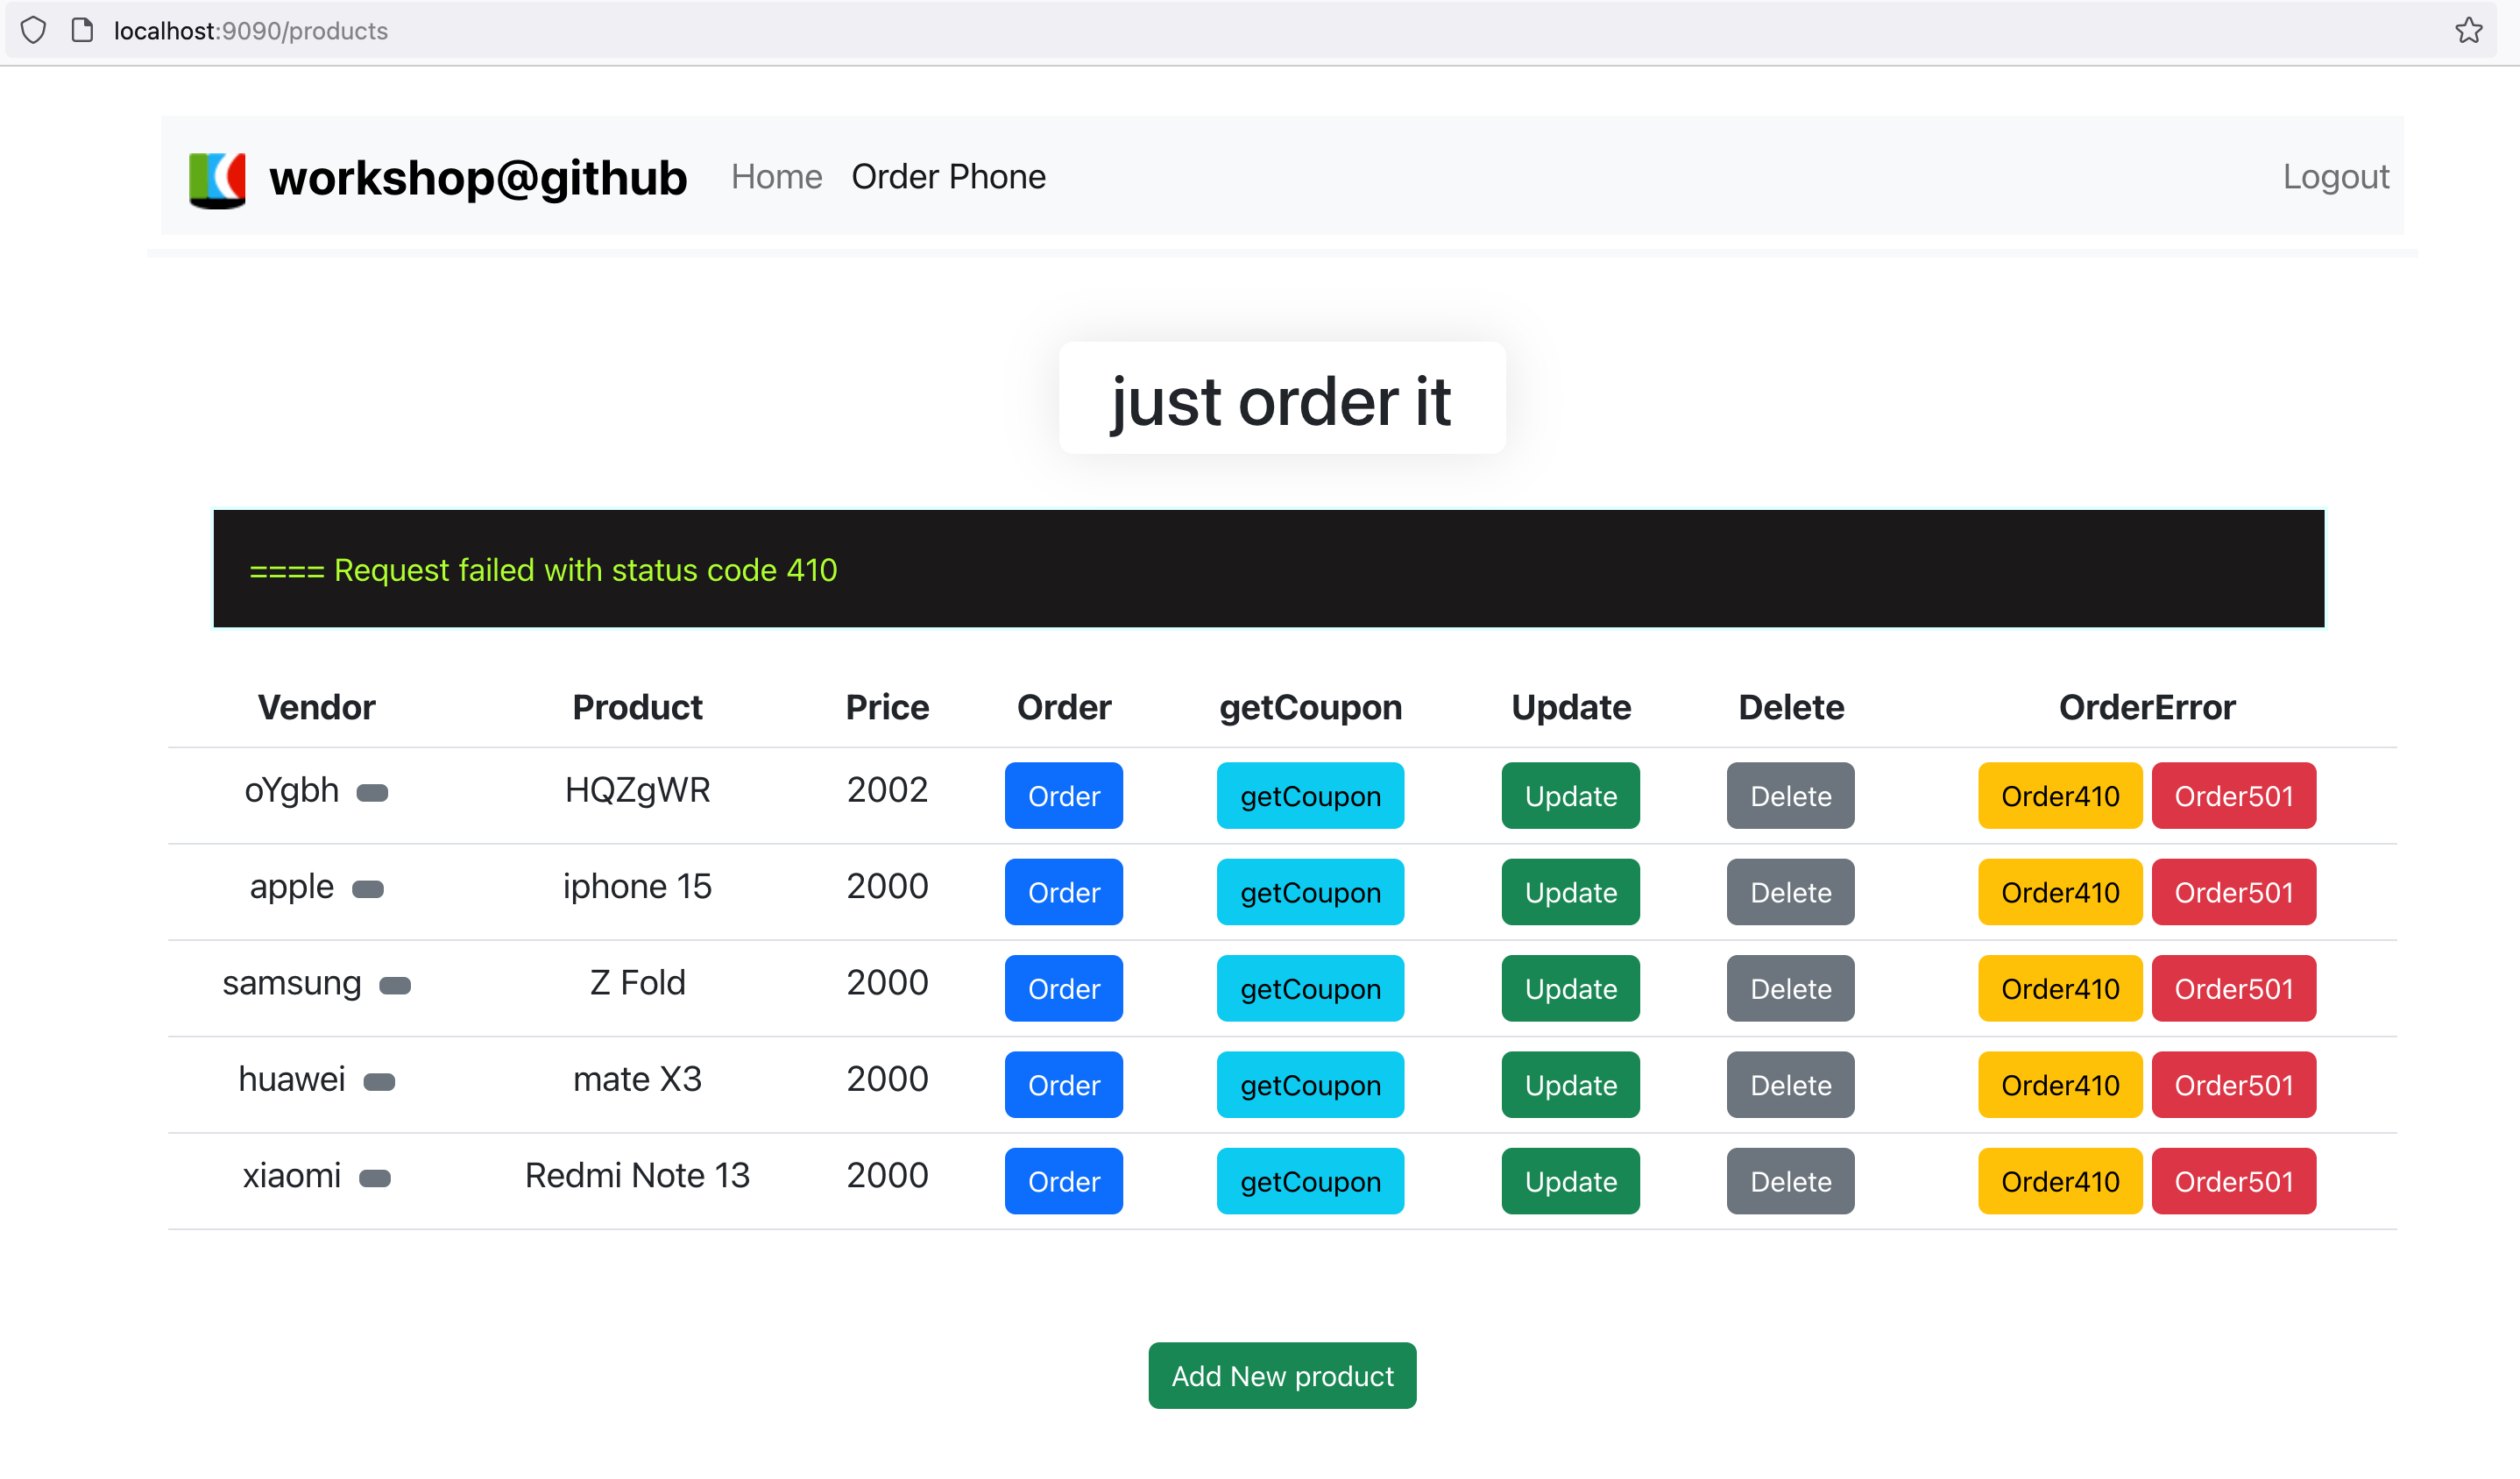 localhost:9090/products
workshop@github Home Order Phone Logout
just order it
==== Request failed with status code 410
Vendor Product Price Order getCoupon Update Delete OrderError
oYgbh HQZgWR 2002 Order getCoupon Update Delete Order410 Order501
apple iphone 15 2000 Order getCoupon Update Delete Order410 Order501
samsung Z Fold 2000 Order getCoupon Update Delete Order410 Order501
huawei mate X3 2000 Order getCoupon Update Delete Order410 Order501
xiaomi Redmi Note 13 2000 Order getCoupon Update Delete Order410 Order501
Add New product